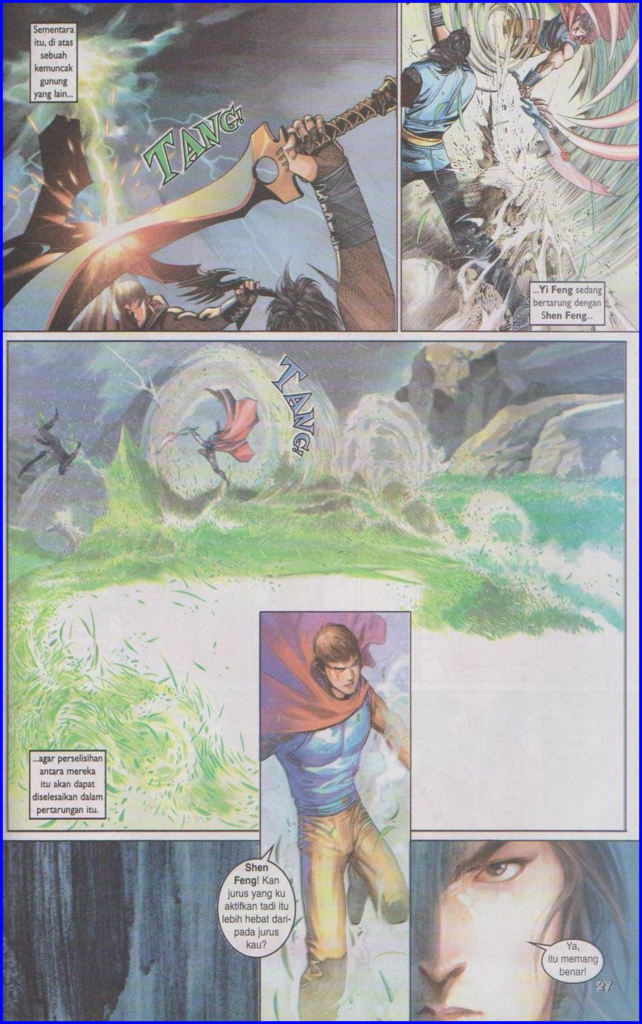 Sementara
itu, di atas
sebuah
kemuncak
gunung
yang lain...
TANG!
...Yi Feng sedang
bertarung dengan
Shen Feng...
TANG!
...agar perselisihan
antara mereka
itu akan dapat
diselesaikan dalam
pertarungan itu.
Shen
Feng! Kan
jurus yang ku
aktifkan tadi itu
lebih hebat dari-
pada jurus
kau?
Ya,
itu memang
benar!
27